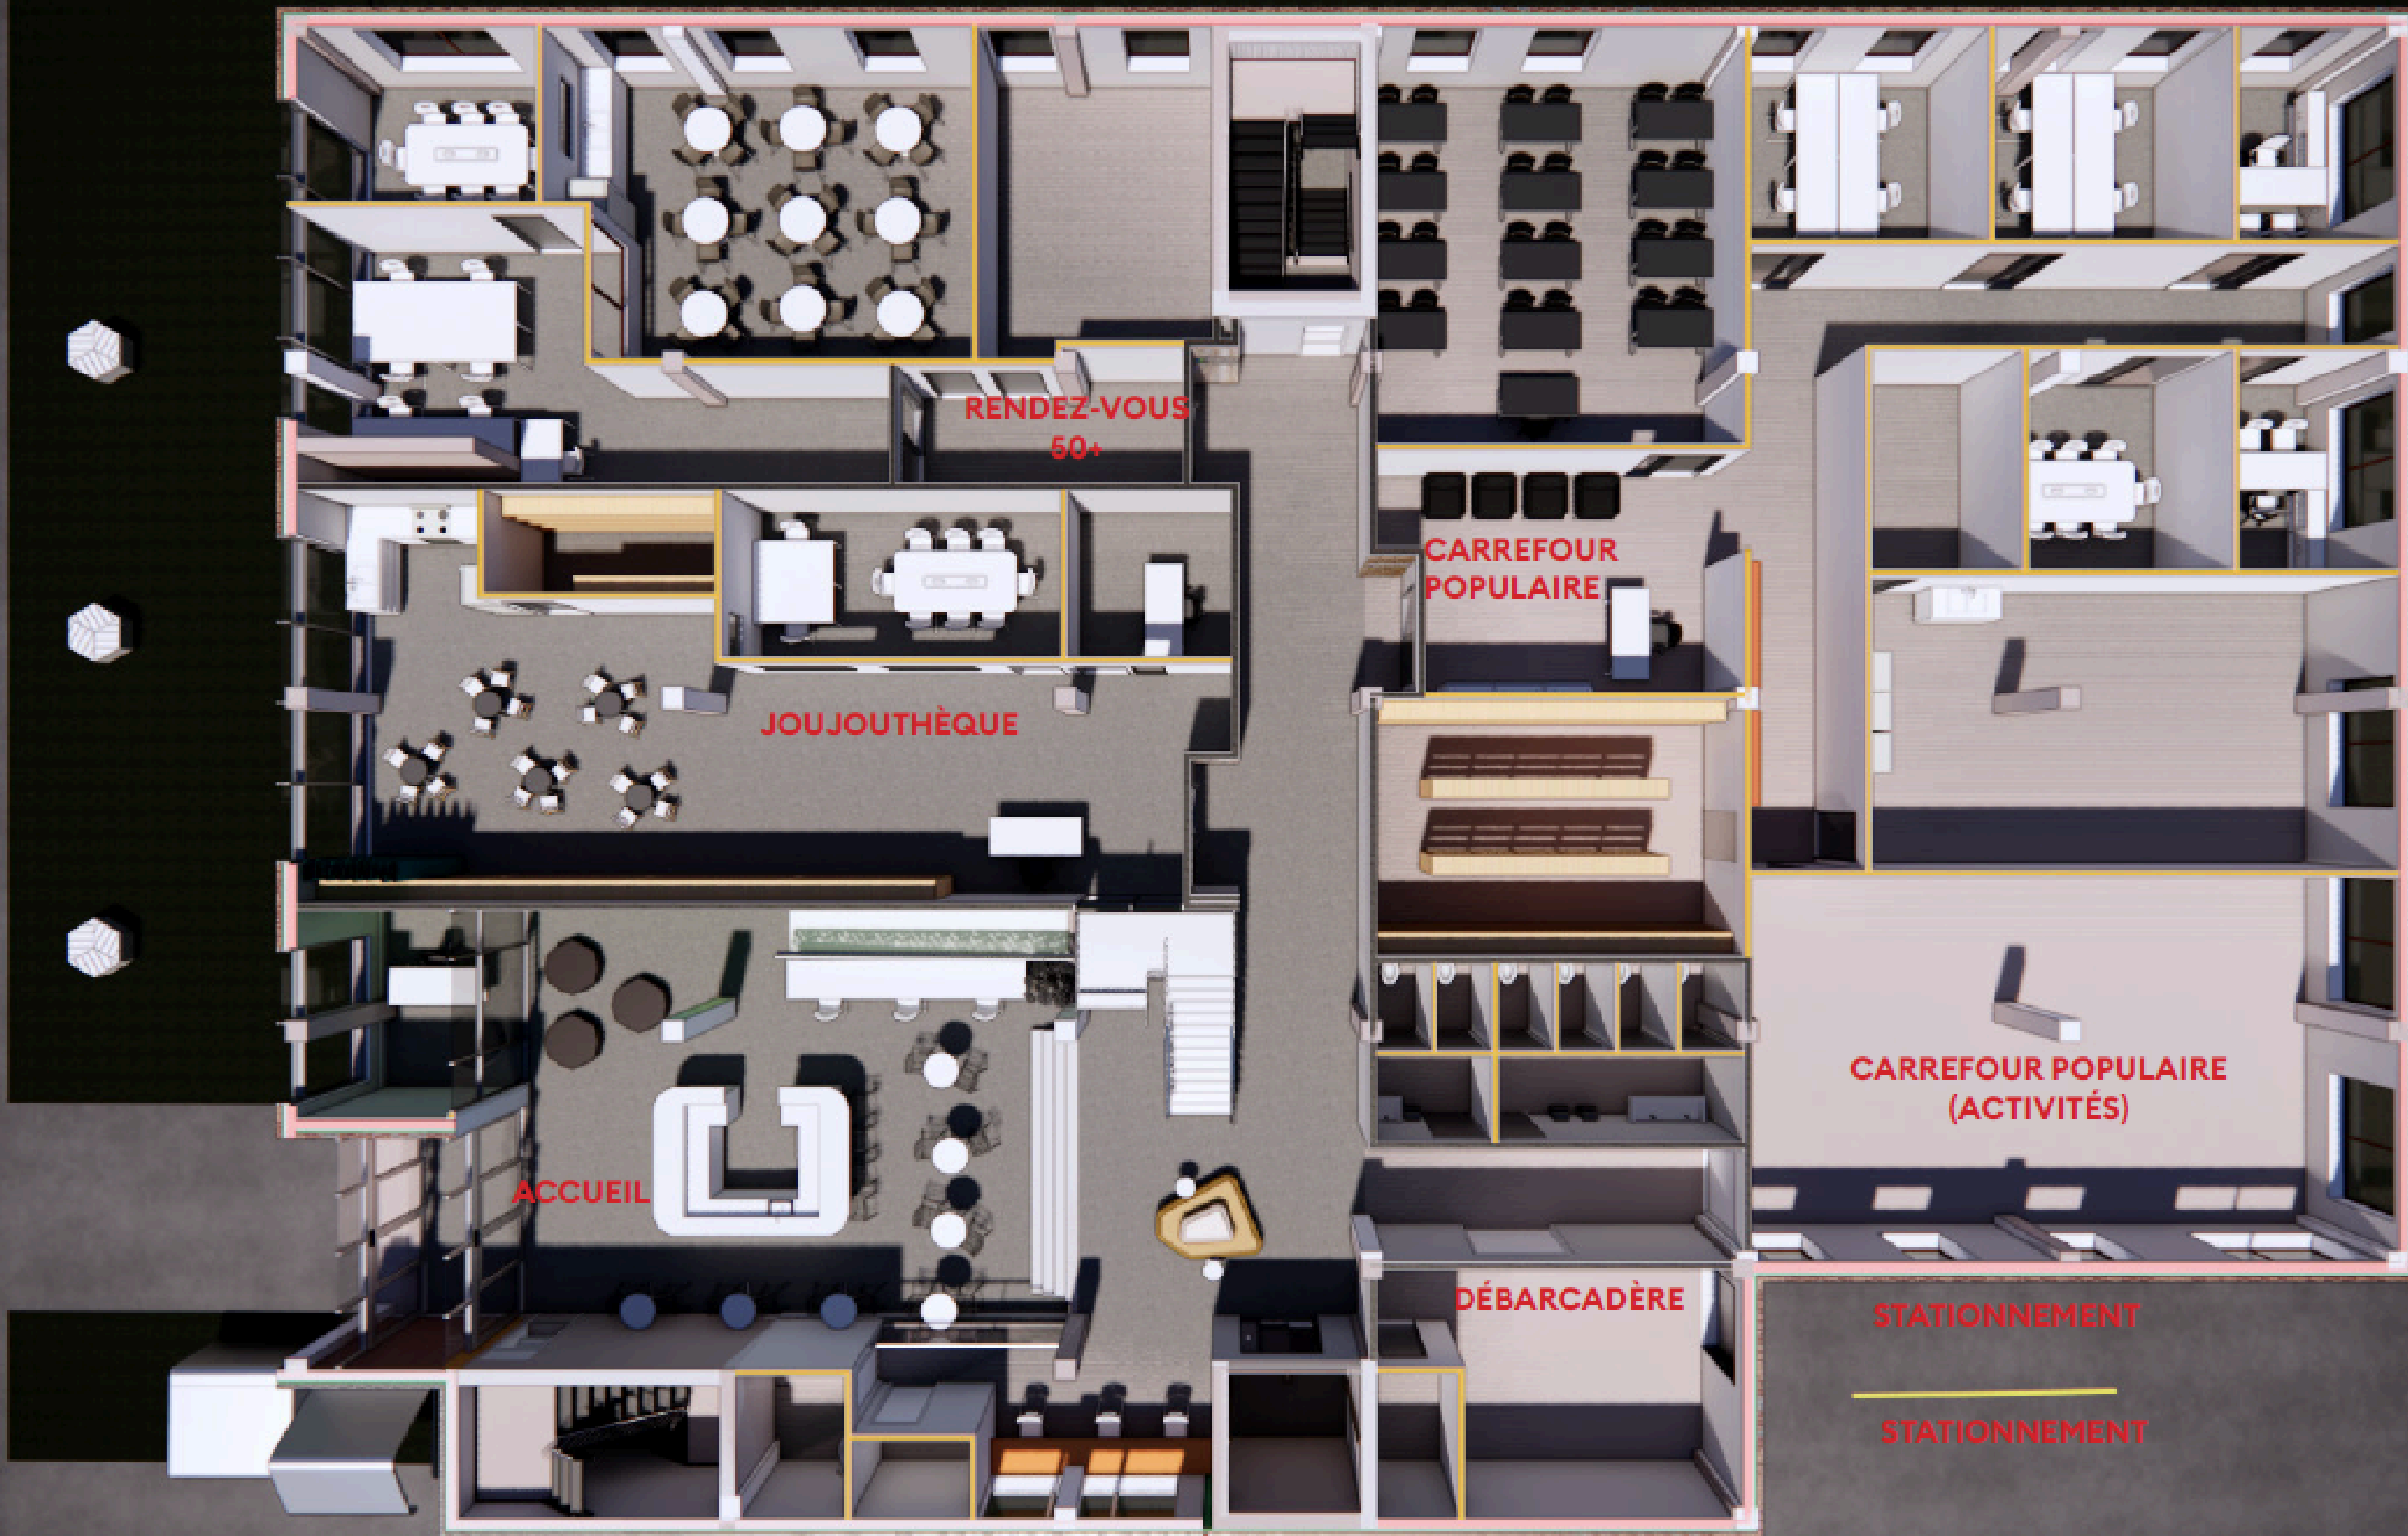 RENDEZ-VOUS
50+
CARREFOUR
POPULAIRE
JOUJOUTHÈQUE
CARREFOUR POPULAIRE
(ACTIVITÉS)
ACCUEIL
DÉBARCADÈRE
STATIONNEMENT
STATIONNEMENT